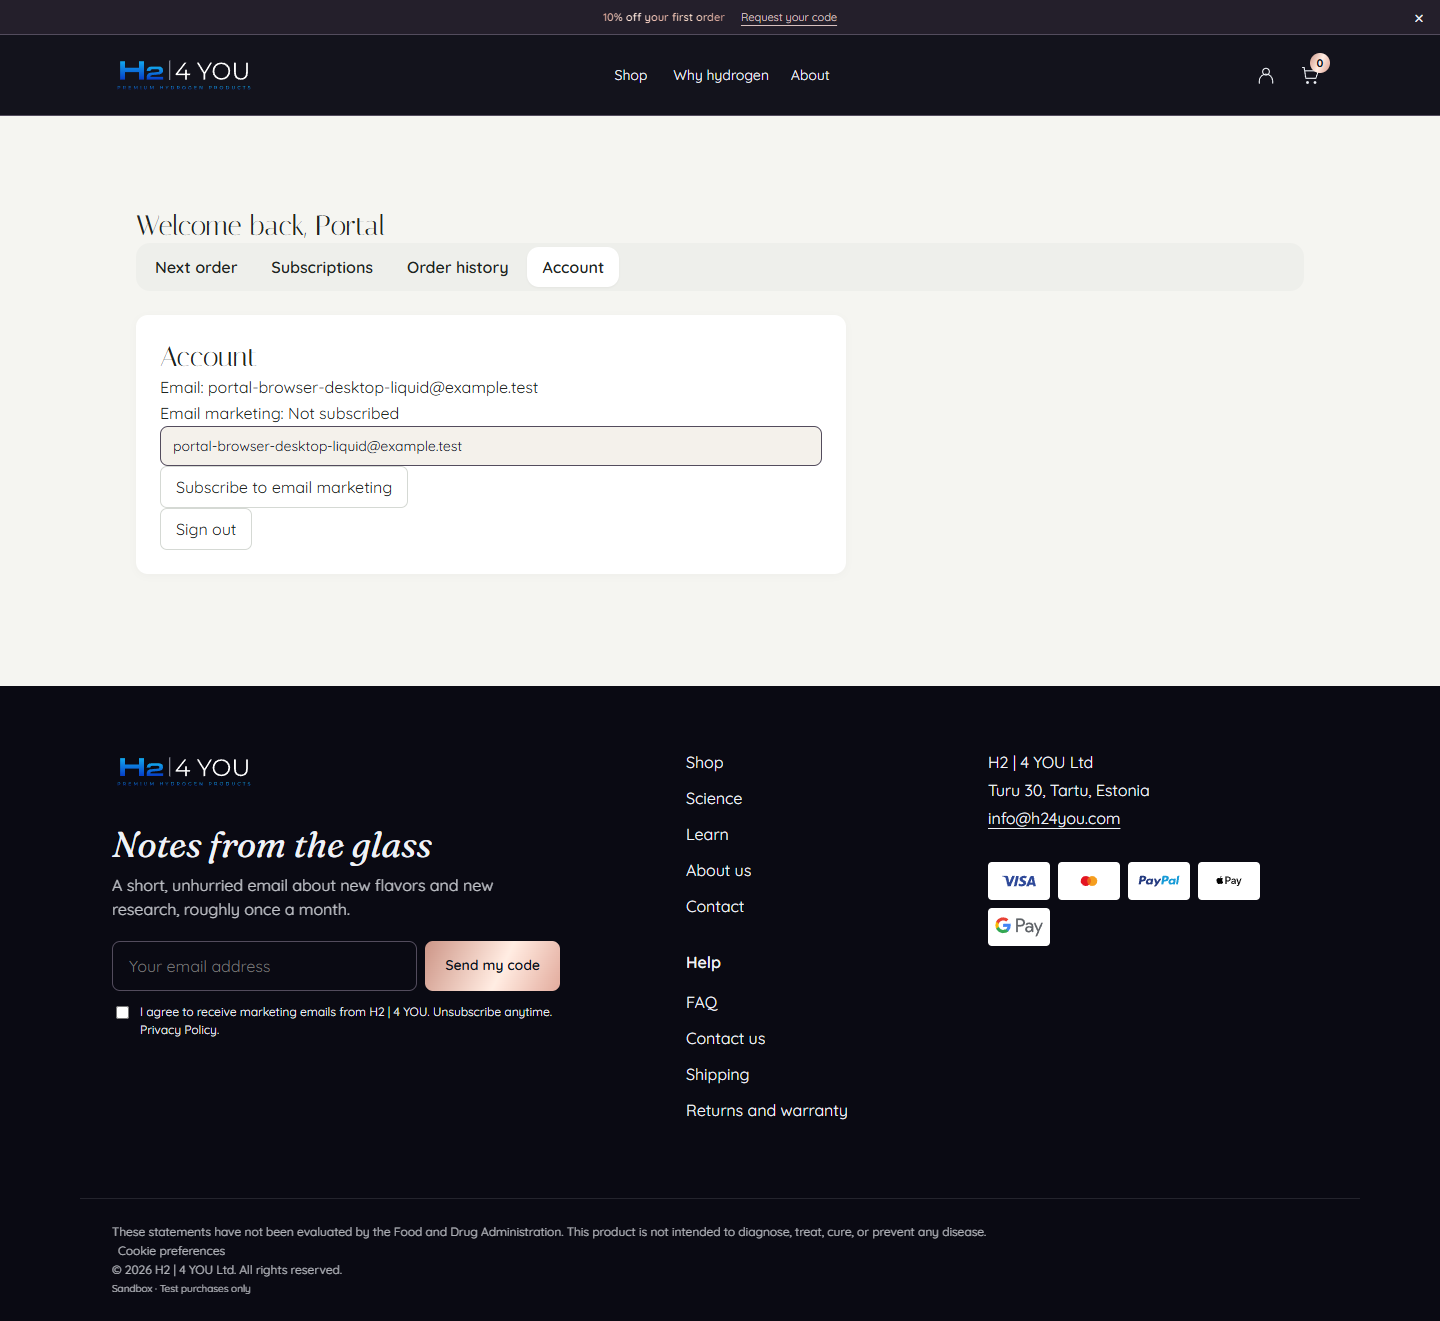 10% off your first order Request your code ×
H2|4 YOU
PREMIUM HYDROGEN PRODUCTS
Shop Why hydrogen About
0
Welcome back, Portal
Next order Subscriptions Order history Account
Account
Email: portal-browser-desktop-liquid@example.test
Email marketing: Not subscribed
portal-browser-desktop-liquid@example.test
Subscribe to email marketing
Sign out
H2|4 YOU
PREMIUM HYDROGEN PRODUCTS
Notes from the glass
A short, unhurried email about new flavors and new
research, roughly once a month.
Your email address
Send my code
I agree to receive marketing emails from H2 | 4 YOU. Unsubscribe anytime.
Privacy Policy.
Shop
Science
Learn
About us
Contact
Help
FAQ
Contact us
Shipping
Returns and warranty
H2 | 4 YOU Ltd
Turu 30, Tartu, Estonia
info@h24you.com
VISA PayPal Pay
G Pay
These statements have not been evaluated by the Food and Drug Administration. This product is not intended to diagnose, treat, cure, or prevent any disease.
Cookie preferences
© 2026 H2 | 4 YOU Ltd. All rights reserved.
Sandbox · Test purchases only